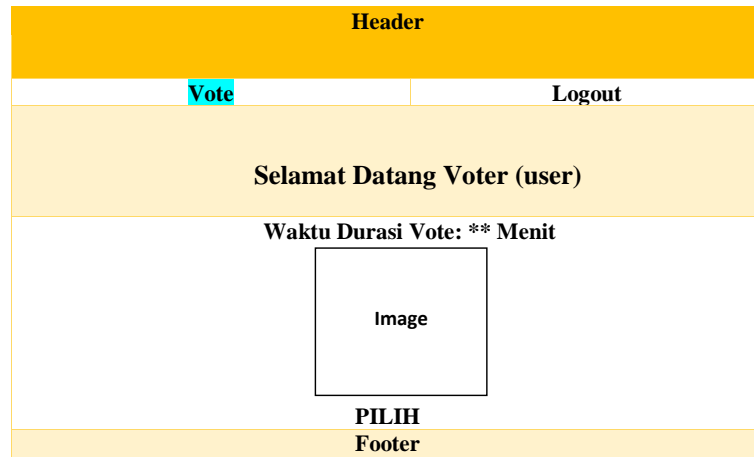 Header
Vote Logout
Selamat Datang Voter (user)
Waktu Durasi Vote: ** Menit
Image
PILIH
Footer